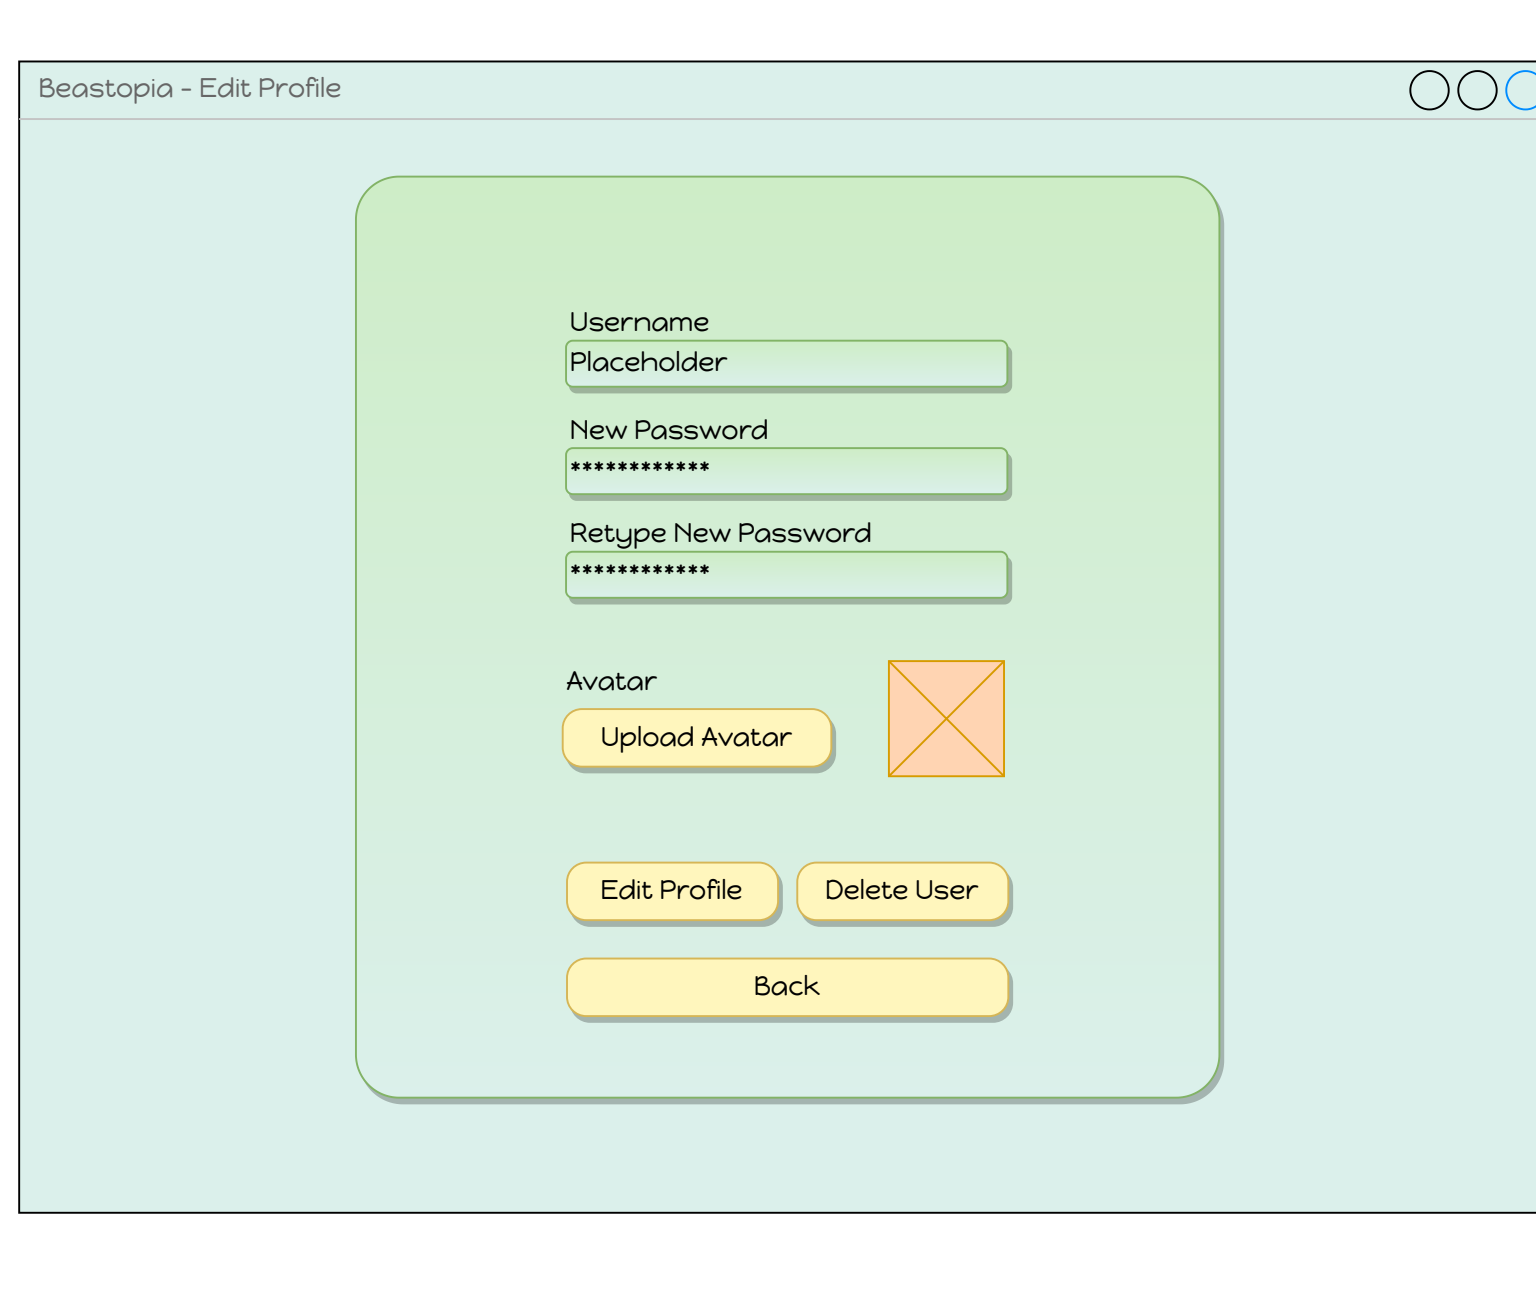 Beastopia - Edit Profile
Username
Placeholder
New Password
************
Retype New Password
************
Avatar
Upload Avatar
Edit Profile
Delete User
Back